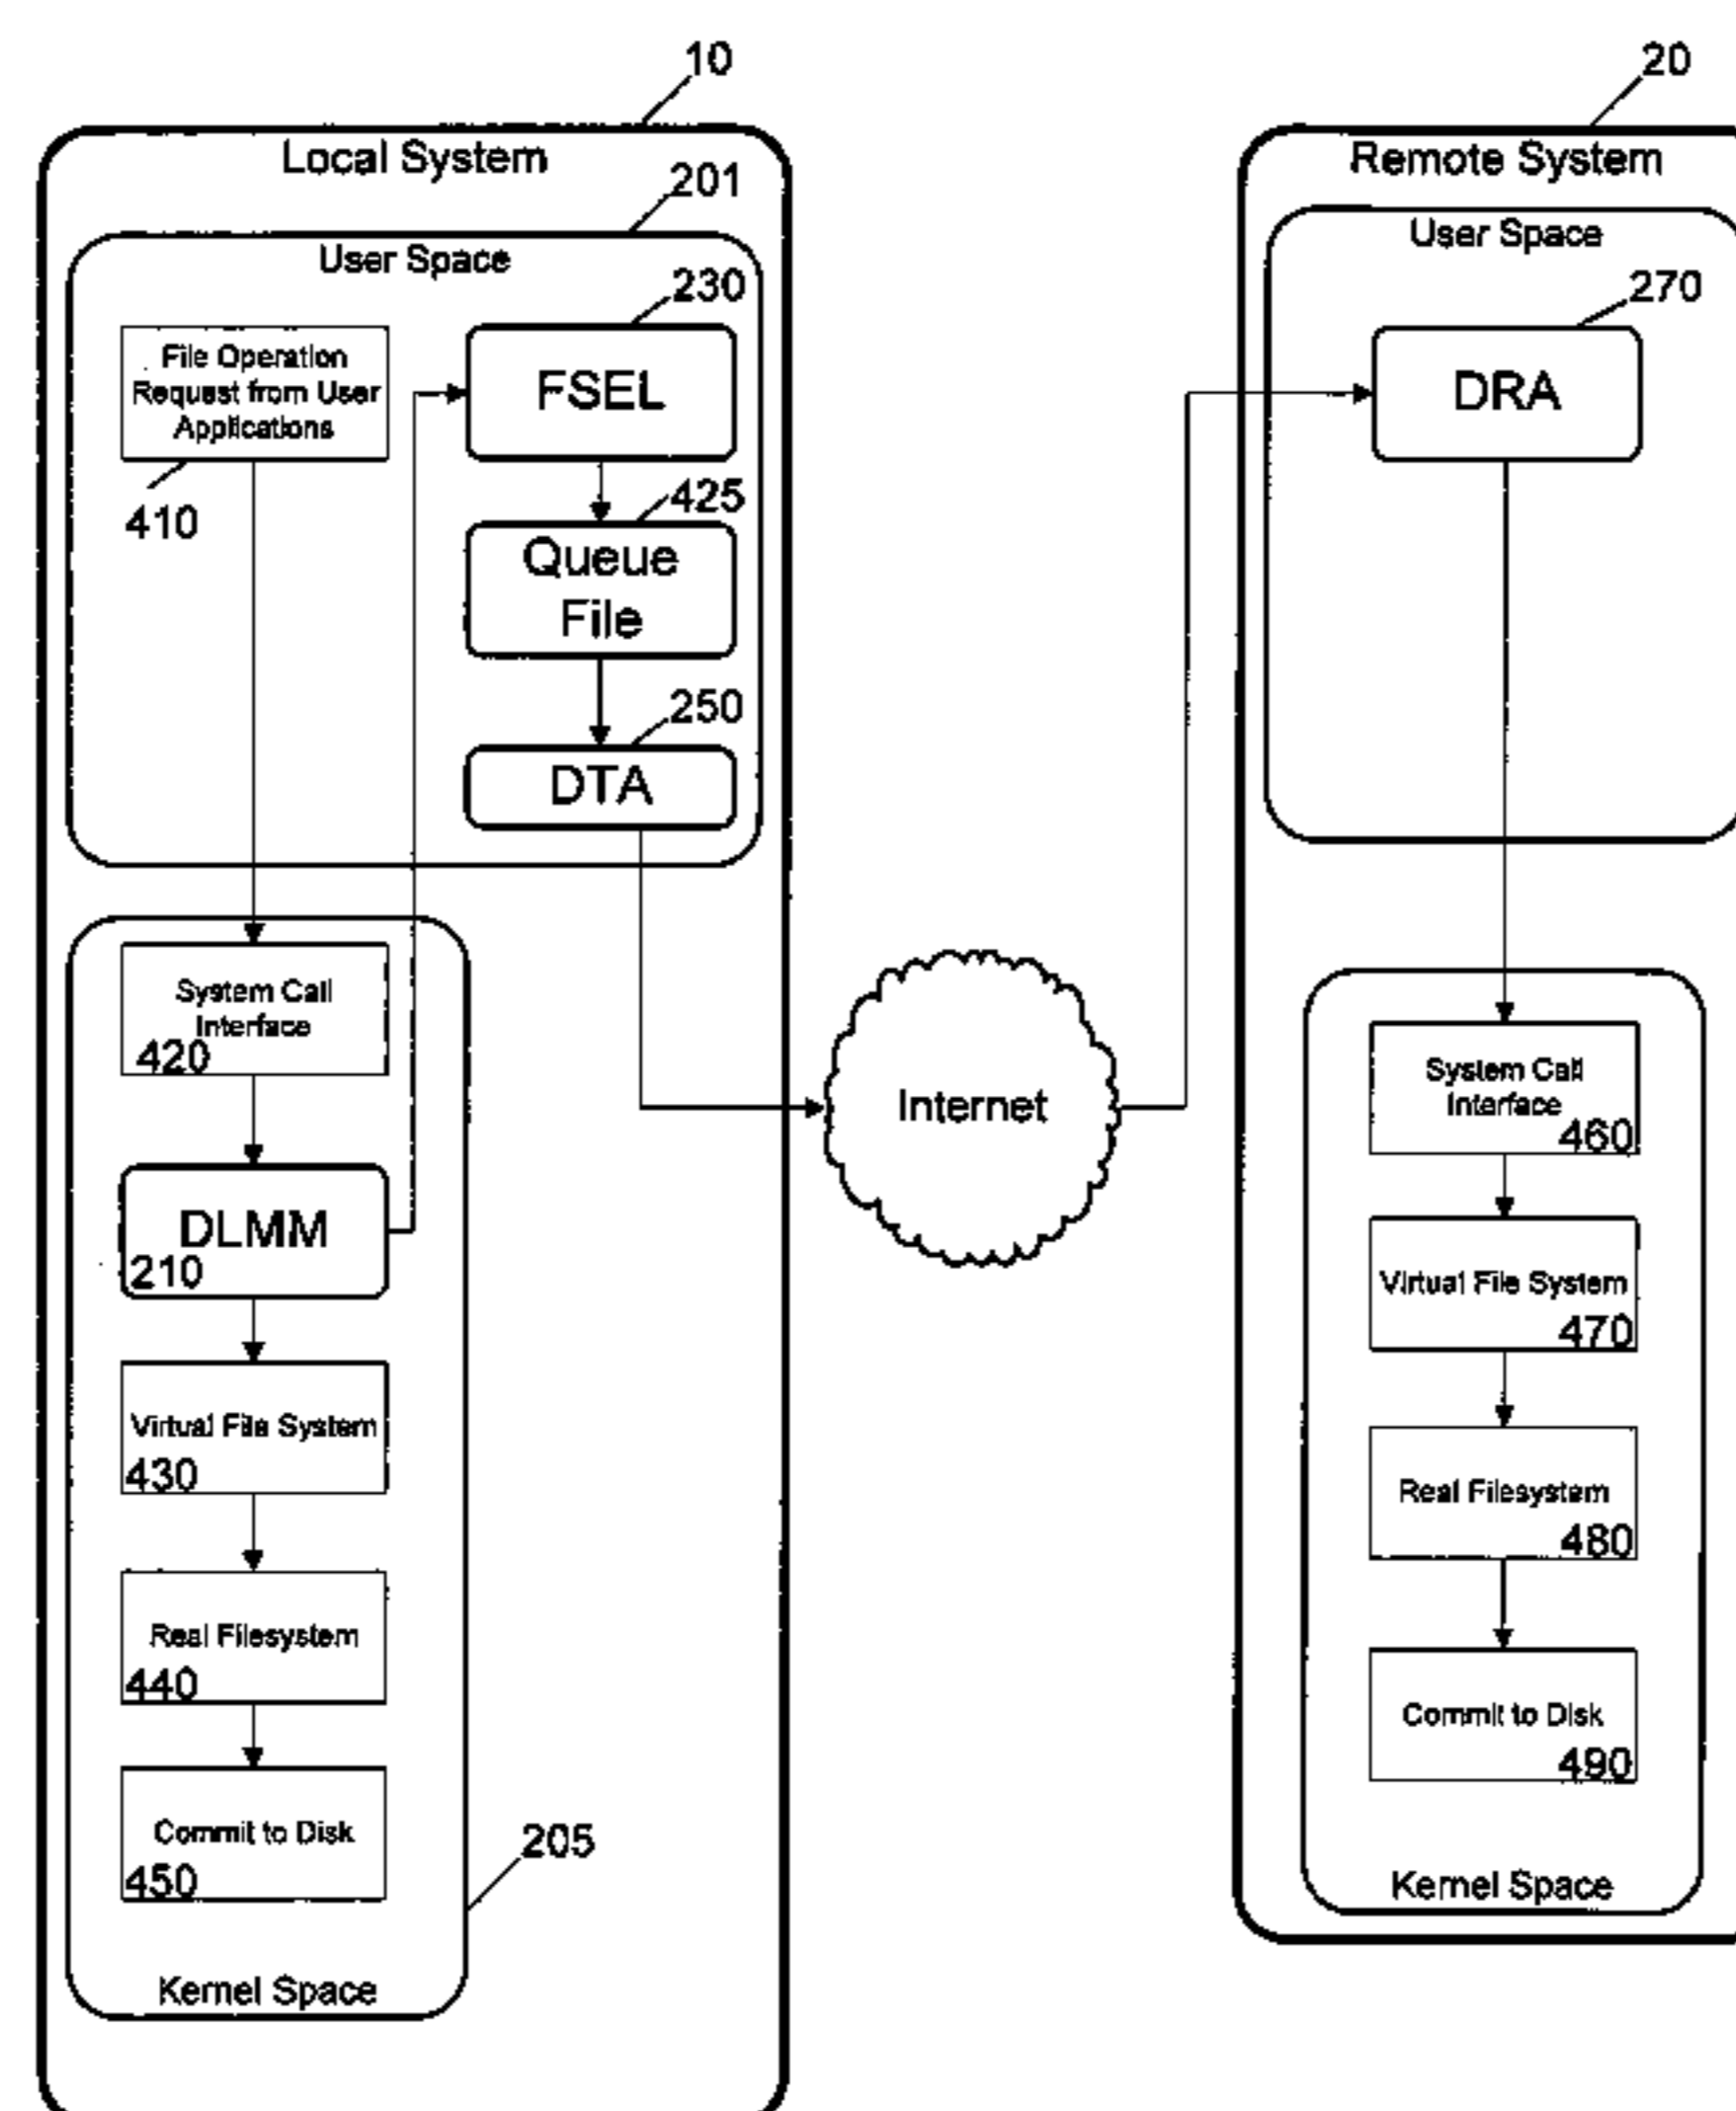 10
Local System
201
User Space
230
File Operation
Request from User
Applications
410
FSEL
425
Queue
File
250
DTA
System Call
Interface
420
DLMM
210
Virtual File System
430
Real Filesystem
440
Commit to Disk
450
205
Kernel Space
Internet
20
Remote System
User Space
270
DRA
System Call
Interface
460
Virtual File System
470
Real Filesystem
480
Commit to Disk
490
Kernel Space